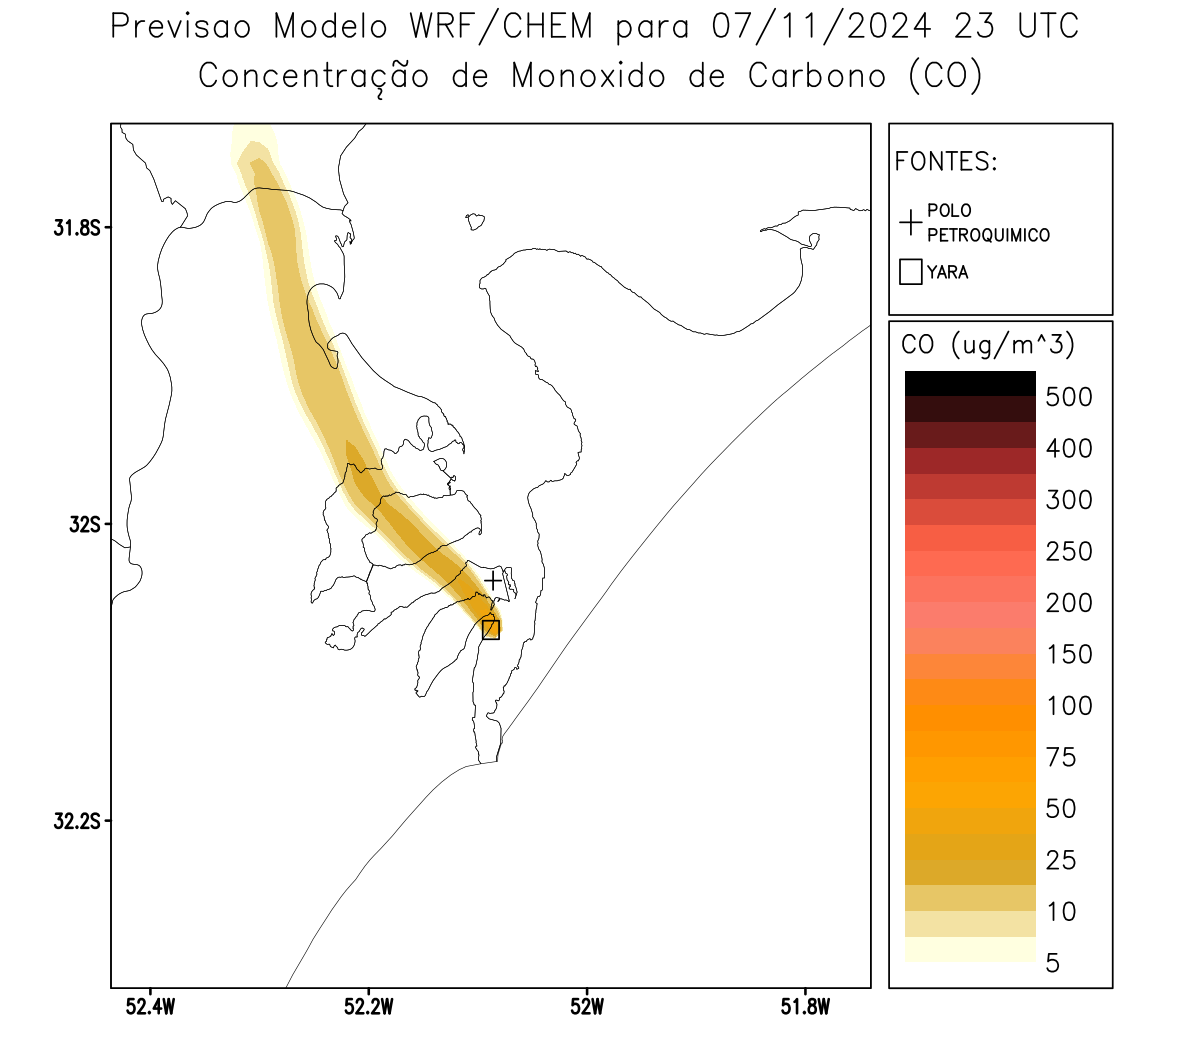 Previsao Modelo WRF/CHEM para 07/11/2024 23 UTC
Concentração de Monoxido de Carbono (CO)
FONTES:
POLO
PETROQUIMICO
YARA
CO (ug/m^3)
500
400
300
250
200
150
100
75
50
25
10
5
31.8S
32S
32.2S
52.4W
52.2W
52W
51.8W